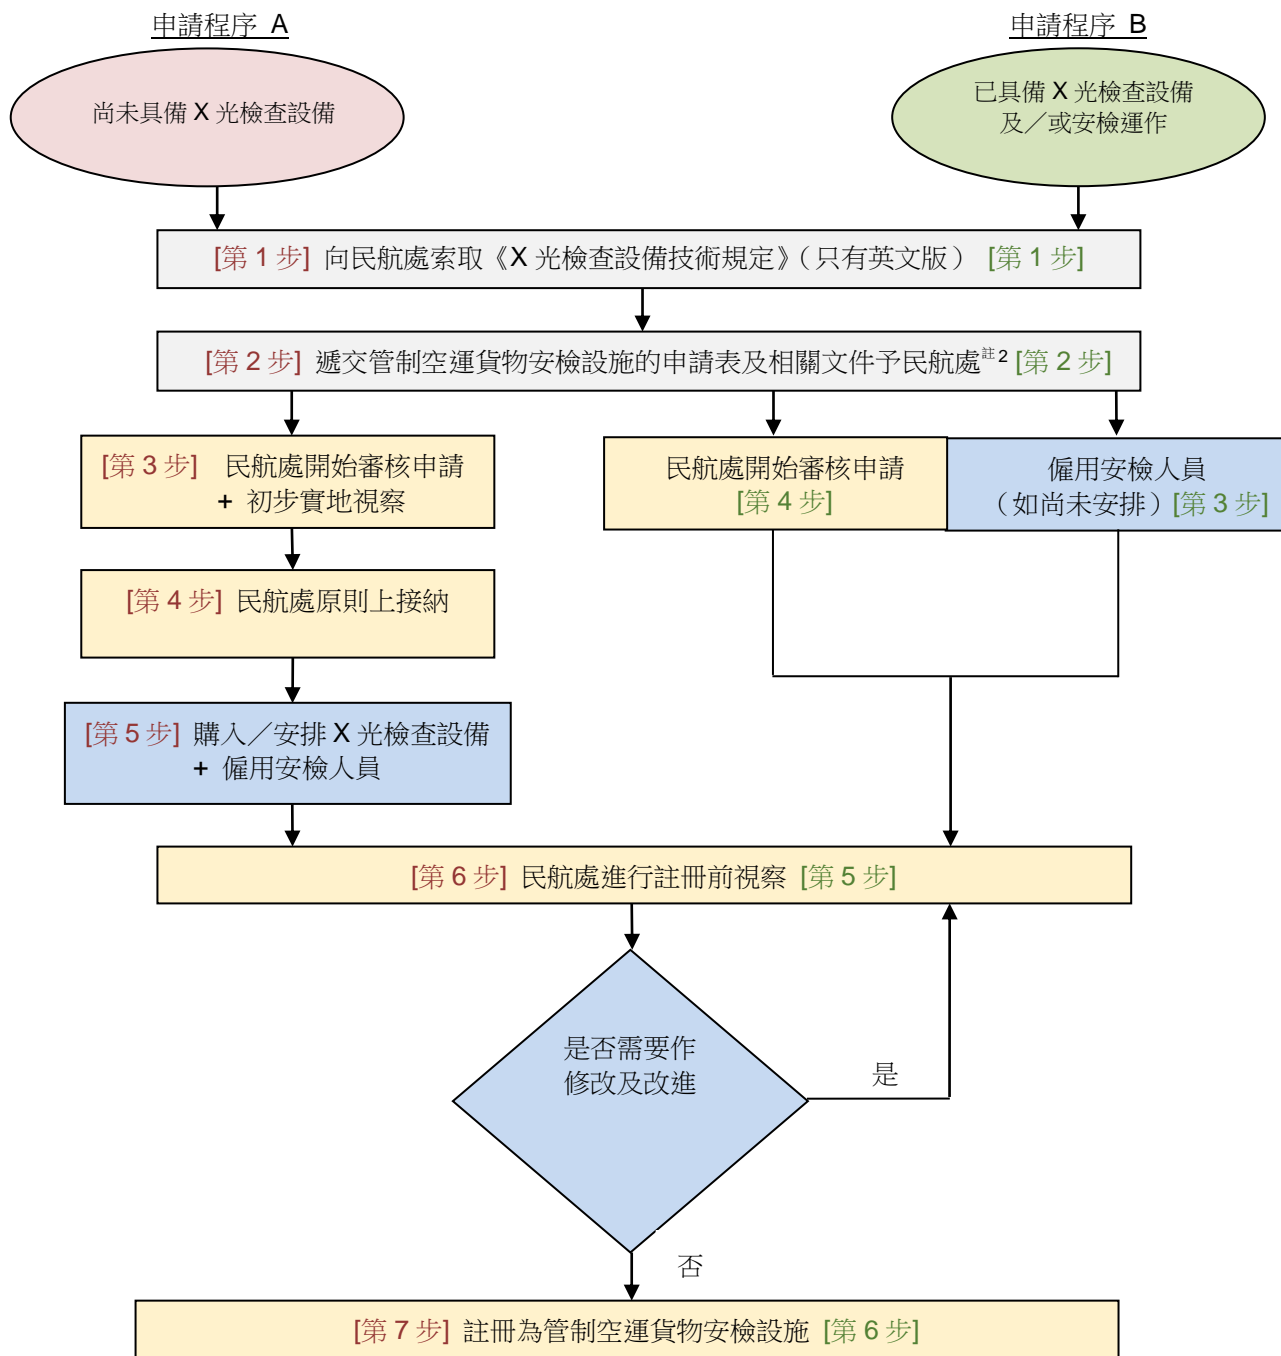 申請程序 A
申請程序 B
尚未具備 X 光檢查設備
已具備 X 光檢查設備
及／或安檢運作
[第 1 步] 向民航處索取《X 光檢查設備技術規定》（只有英文版） [第 1 步]
[第 2 步] 遞交管制空運貨物安檢設施的申請表及相關文件予民航處註 2 [第 2 步]
[第 3 步] 民航處開始審核申請
+ 初步實地視察
民航處開始審核申請
[第 4 步]
僱用安檢人員
（如尚未安排）[第 3 步]
[第 4 步] 民航處原則上接納
[第 5 步] 購入／安排 X 光檢查設備
+ 僱用安檢人員
[第 6 步] 民航處進行註冊前視察 [第 5 步]
是否需要作
修改及改進
是
否
[第 7 步] 註冊為管制空運貨物安檢設施 [第 6 步]